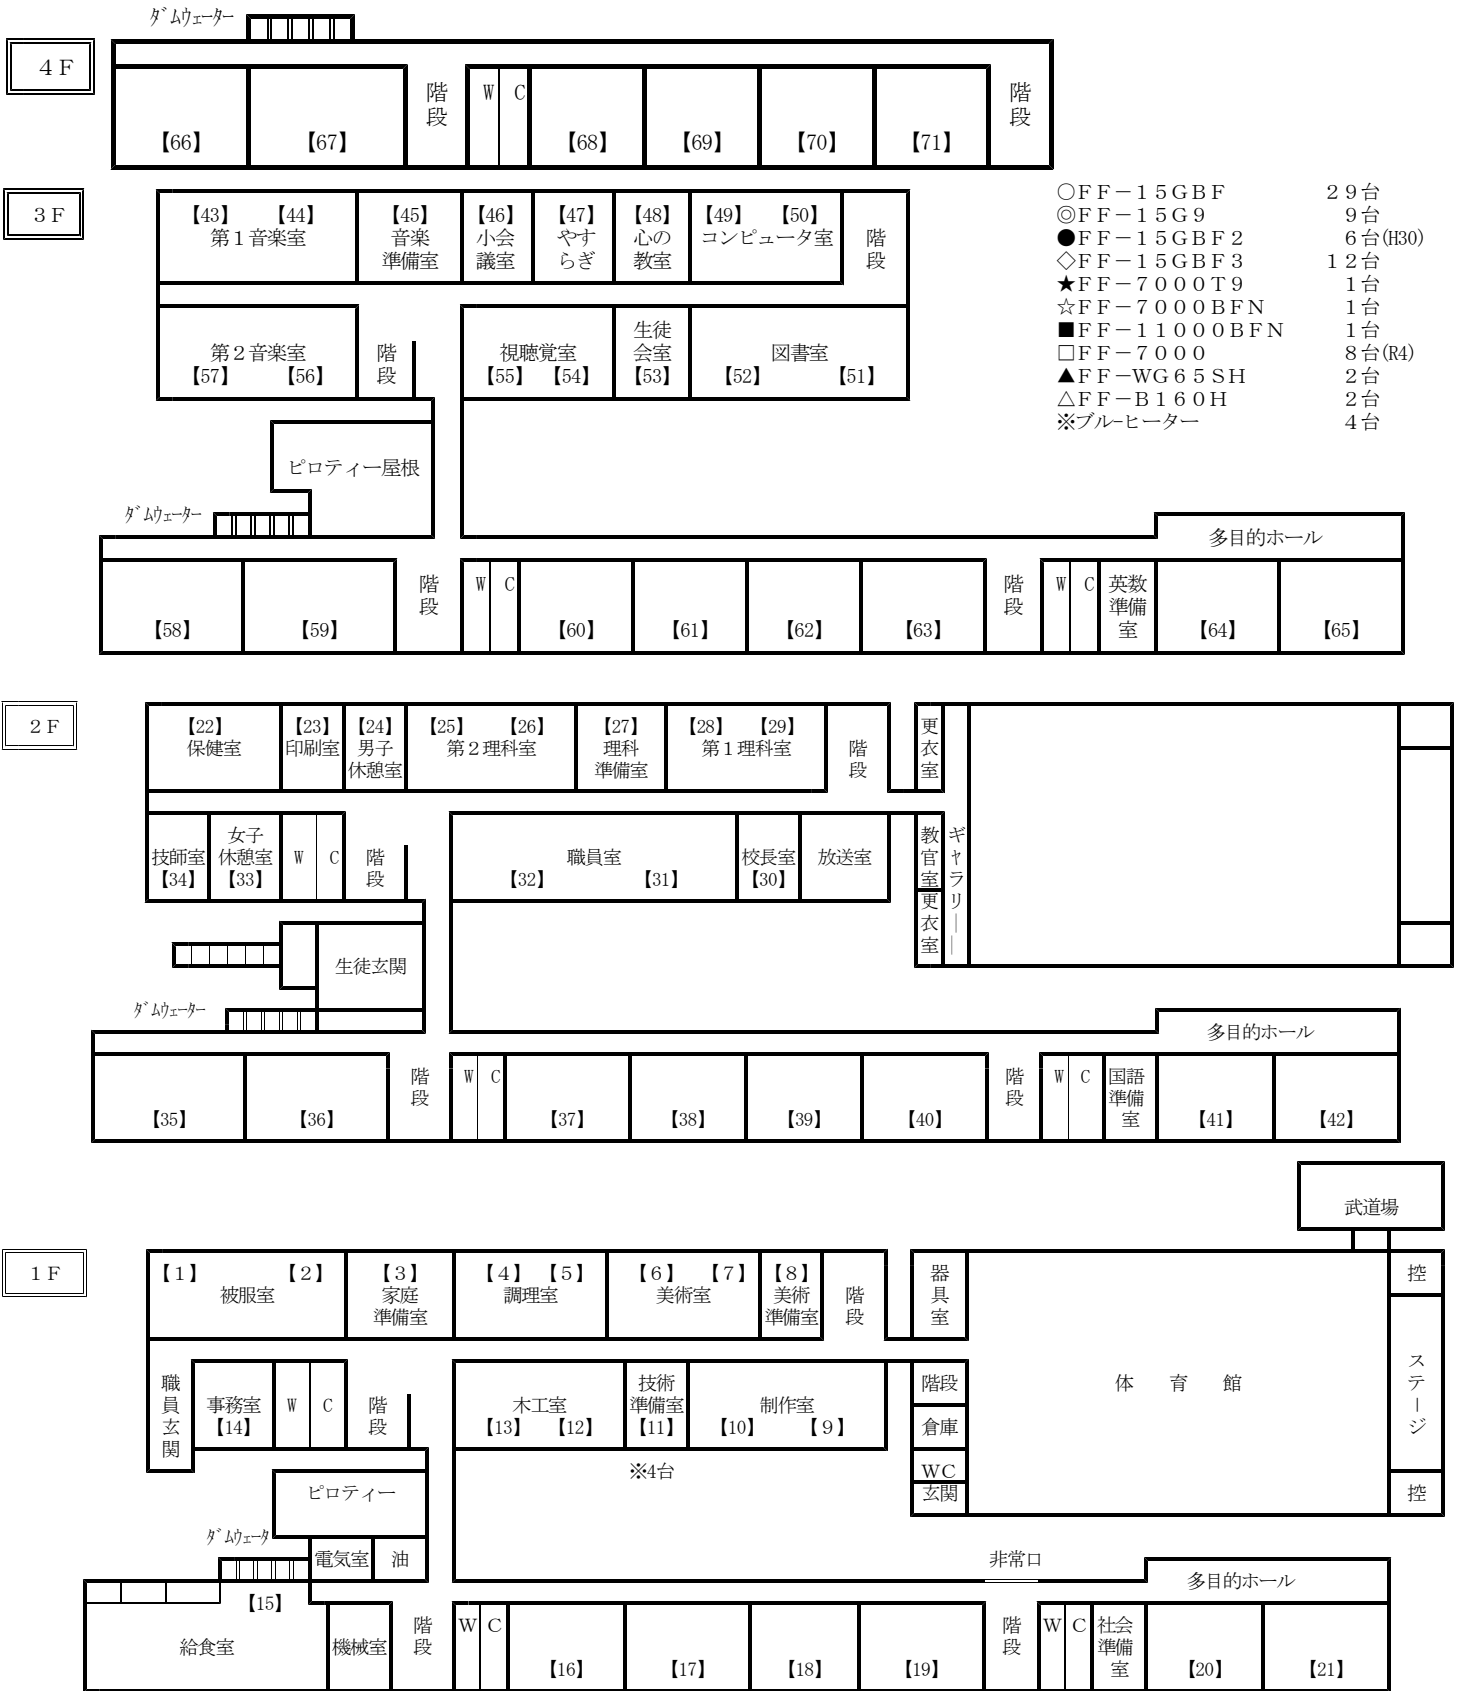 ﾀﾞﾑｳｪｰﾀｰ
４Ｆ
階段
Ｗ Ｃ
階段
【66】 【67】 【68】 【69】 【70】 【71】
３Ｆ
【43】 【44】 【45】 【46】 【47】 【48】 【49】 【50】
第１音楽室 音楽準備室 小会議室 やすらぎ 心の教室 コンピュータ室 階段
○ＦＦ－１５ＧＢＦ ２９台
◎ＦＦ－１５Ｇ９ ９台
●ＦＦ－１５ＧＢＦ２ ６台(H30)
◇ＦＦ－１５ＧＢＦ３ １２台
★ＦＦ－７０００Ｔ９ １台
☆ＦＦ－７０００ＢＦＮ １台
■ＦＦ－１１０００ＢＦＮ １台
□ＦＦ－７０００ ８台(R4)
▲ＦＦ－ＷＧ６５ＳＨ ２台
△ＦＦ－Ｂ１６０Ｈ ２台
※ブルｰヒーター ４台
第２音楽室 階段 視聴覚室 生徒会室 図書室
【57】 【56】 【55】 【54】 【53】 【52】 【51】
ピロティー屋根
ﾀﾞﾑｳｪｰﾀｰ
多目的ホール
階段 Ｗ Ｃ 階段 Ｗ Ｃ 英数準備室
【58】 【59】 【60】 【61】 【62】 【63】 【64】 【65】
２Ｆ
【22】 【23】 【24】 【25】 【26】 【27】 【28】 【29】
保健室 印刷室 男子休憩室 第２理科室 理科準備室 第１理科室 階段 更衣室
技師室 女子休憩室 Ｗ Ｃ 階段 職員室 校長室 放送室 教官室 ギャラリ――
【34】 【33】 【32】 【31】 【30】
更衣室
生徒玄関
ﾀﾞﾑｳｪｰﾀｰ
多目的ホール
階段 Ｗ Ｃ 階段 Ｗ Ｃ 国語準備室
【35】 【36】 【37】 【38】 【39】 【40】 【41】 【42】
武道場
１Ｆ
【１】 【２】 【３】 【４】 【５】 【６】 【７】 【８】
被服室 家庭準備室 調理室 美術室 美術準備室 階段 器具室 控
職員玄関 事務室 Ｗ Ｃ 階段 木工室 技術準備室 制作室 階段 体育館 ステージ
【14】 【13】 【12】 【11】 【10】 【９】 倉庫
※4台 ＷＣ
ピロティー 玄関 控
ﾀﾞﾑｳｪｰﾀ
電気室 油 非常口
多目的ホール
【15】
給食室 機械室 階段 Ｗ Ｃ 階段 Ｗ Ｃ 社会準備室
【16】 【17】 【18】 【19】 【20】 【21】